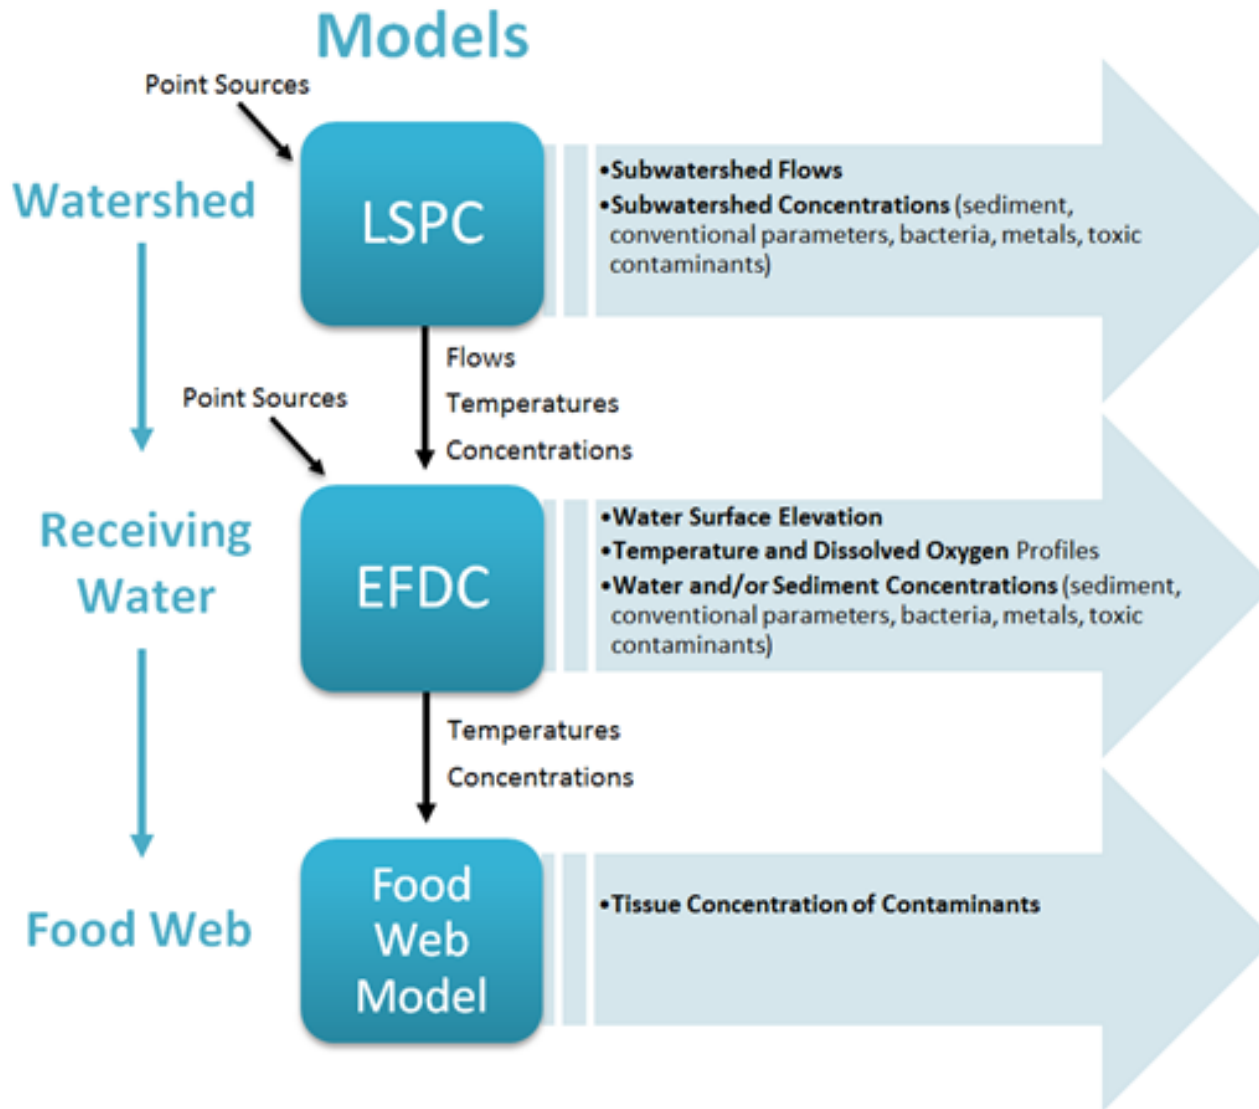 Models
Point Sources
Watershed
LSPC
•Subwatershed Flows
•Subwatershed Concentrations (sediment,
conventional parameters, bacteria, metals, toxic
contaminants)
Flows
Temperatures
Concentrations
Point Sources
Receiving
Water
EFDC
•Water Surface Elevation
•Temperature and Dissolved Oxygen Profiles
•Water and/or Sediment Concentrations (sediment,
conventional parameters, bacteria, metals, toxic
contaminants)
Temperatures
Concentrations
Food Web
Food
Web
Model
•Tissue Concentration of Contaminants